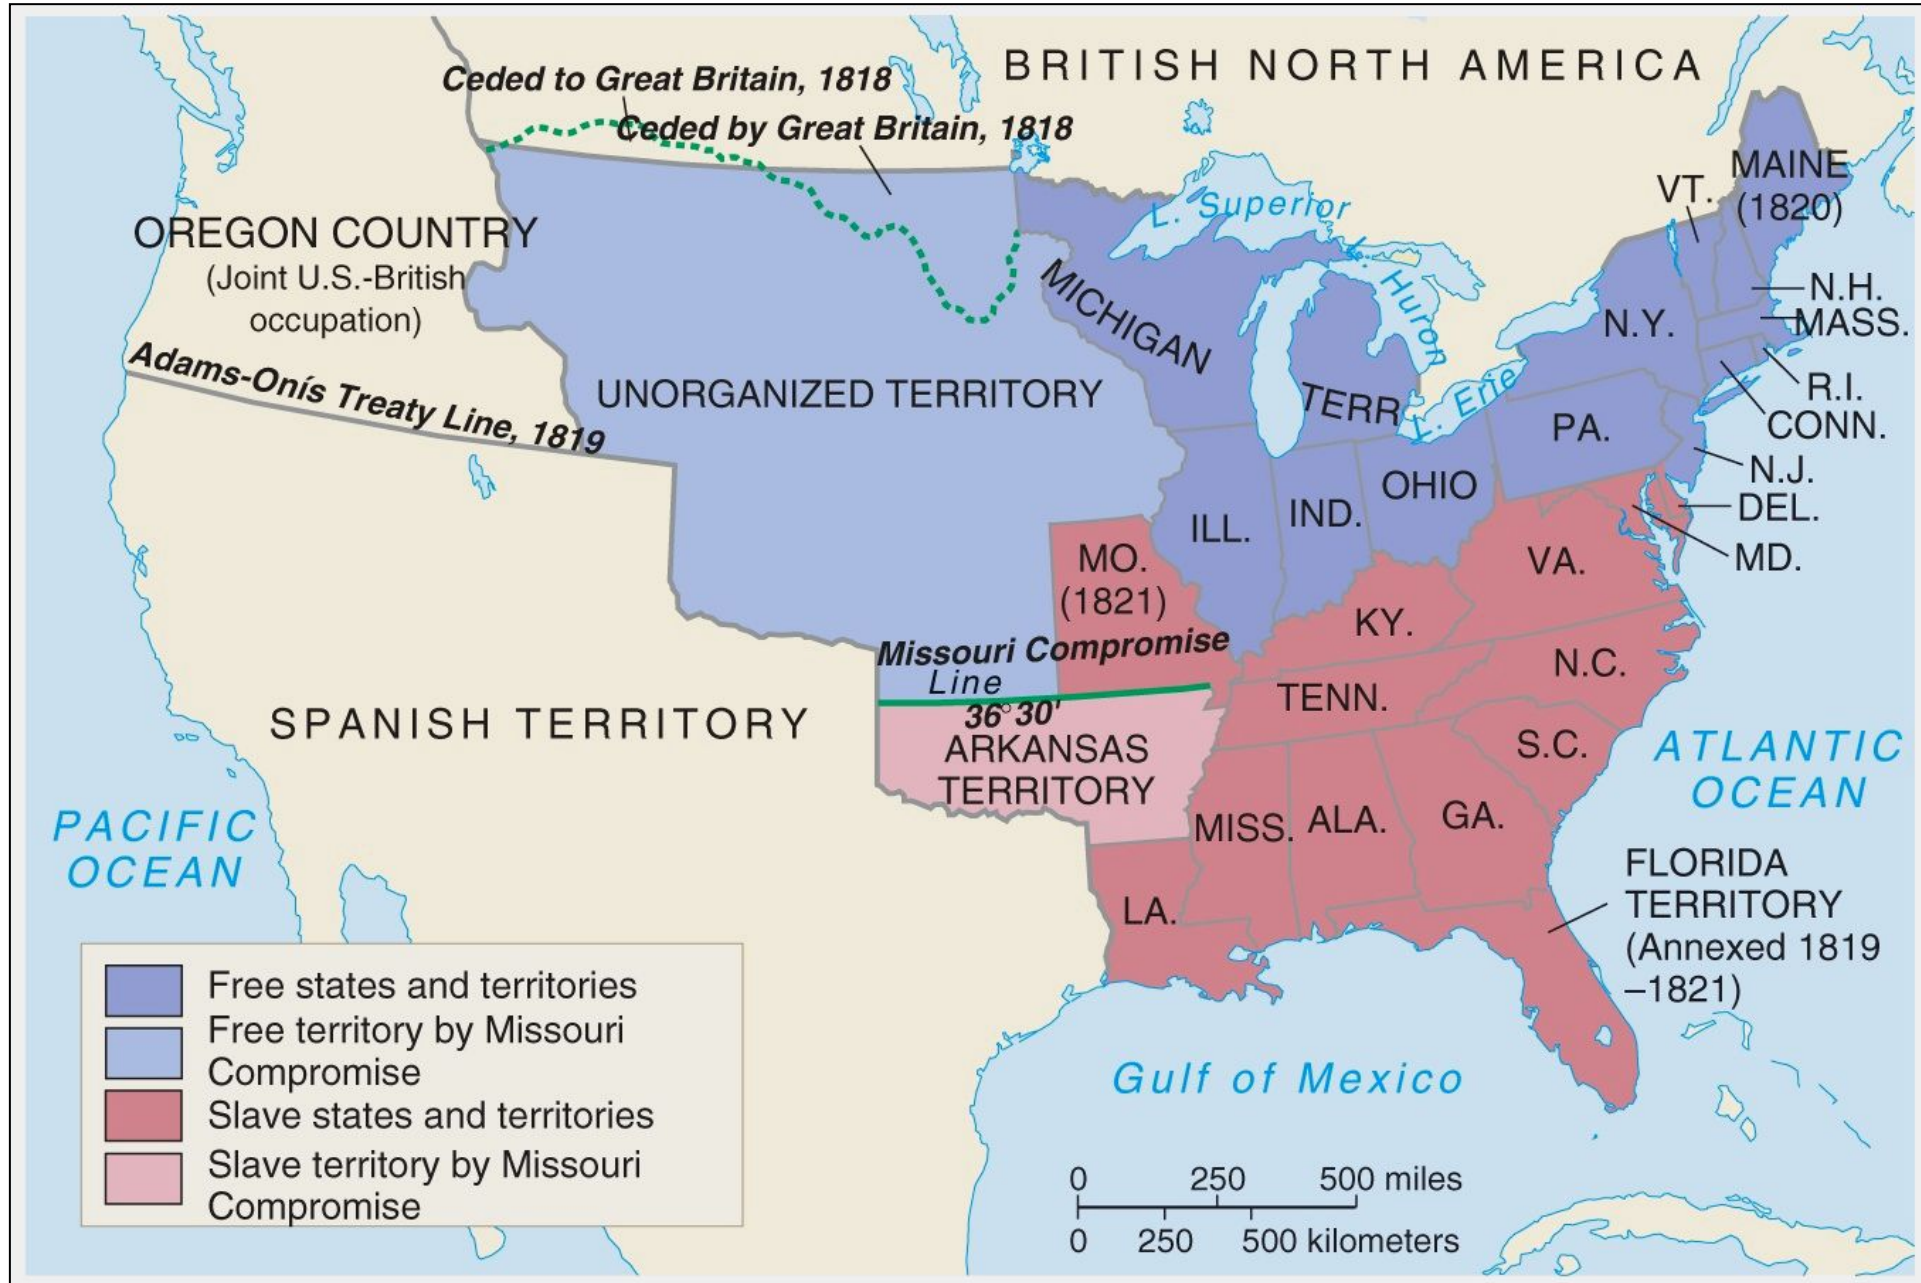 BRITISH NORTH AMERICA
Ceded to Great Britain, 1818
Ceded by Great Britain, 1818
MAINE
(1820)
VT.
L. Superior
OREGON COUNTRY
(Joint U.S.-British
occupation)
L. Huron
N.H.
MASS.
N.Y.
MICHIGAN
TERR.
Adams-Onís Treaty Line, 1819
UNORGANIZED TERRITORY
L. Erie
R.I.
CONN.
PA.
N.J.
DEL.
MD.
OHIO
IND.
ILL.
MO.
(1821)
VA.
KY.
Missouri Compromise
Line
36°30'
N.C.
TENN.
SPANISH TERRITORY
ARKANSAS
TERRITORY
S.C.
ATLANTIC
OCEAN
PACIFIC
OCEAN
MISS.
ALA.
GA.
LA.
FLORIDA
TERRITORY
(Annexed 1819
–1821)
Gulf of Mexico
Free states and territories
Free territory by Missouri
Compromise
Slave states and territories
Slave territory by Missouri
Compromise
0 250 500 miles
0 250 500 kilometers